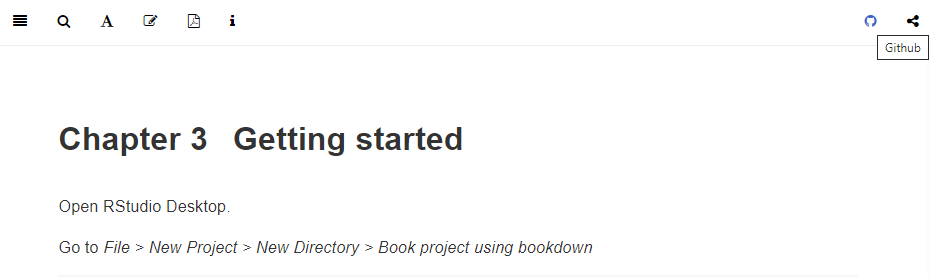 A
Github
Chapter 3 Getting started
Open RStudio Desktop.
Go to File > New Project > New Directory > Book project using bookdown